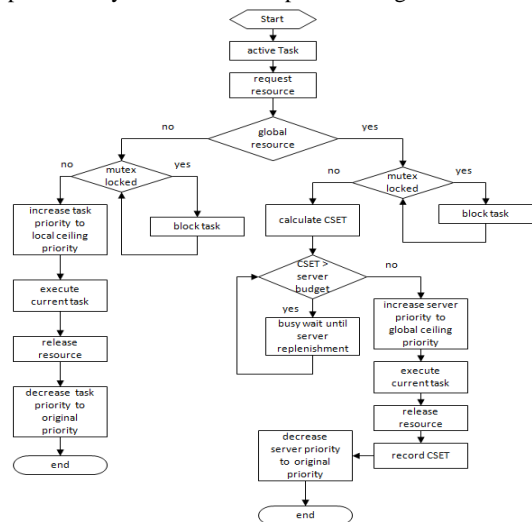 Start
active Task
request
resource
global
resource
no
yes
mutex
locked
no
yes
block task
increase task
priority to
local ceiling
priority
execute
current task
release
resource
decrease task
priority to
original
priority
end
mutex
locked
no
yes
block task
calculate CSET
CSET >
server
budget
no
yes
busy wait until
server
replenishment
increase server
priority to
global ceiling
priority
execute
current task
release
resource
record CSET
decrease
server priority
to original
priority
end